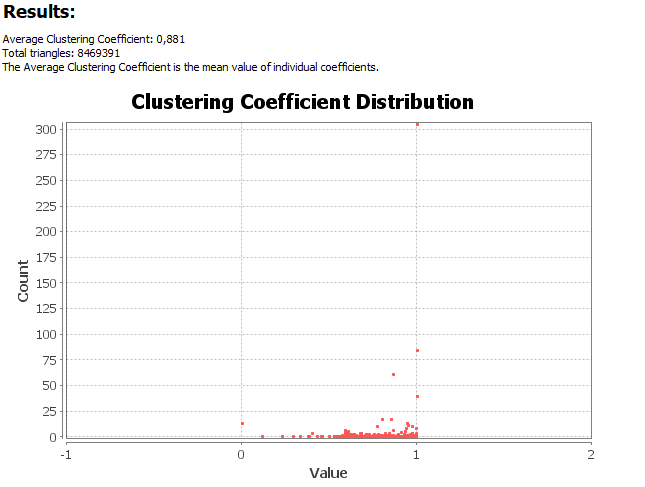 Results:
Average Clustering Coefficient: 0,881
Total triangles: 8469391
The Average Clustering Coefficient is the mean value of individual coefficients.
Clustering Coefficient Distribution
300
275
250
225
200
175
150
125
100
75
50
25
0
Count
-1 0 1 2
Value